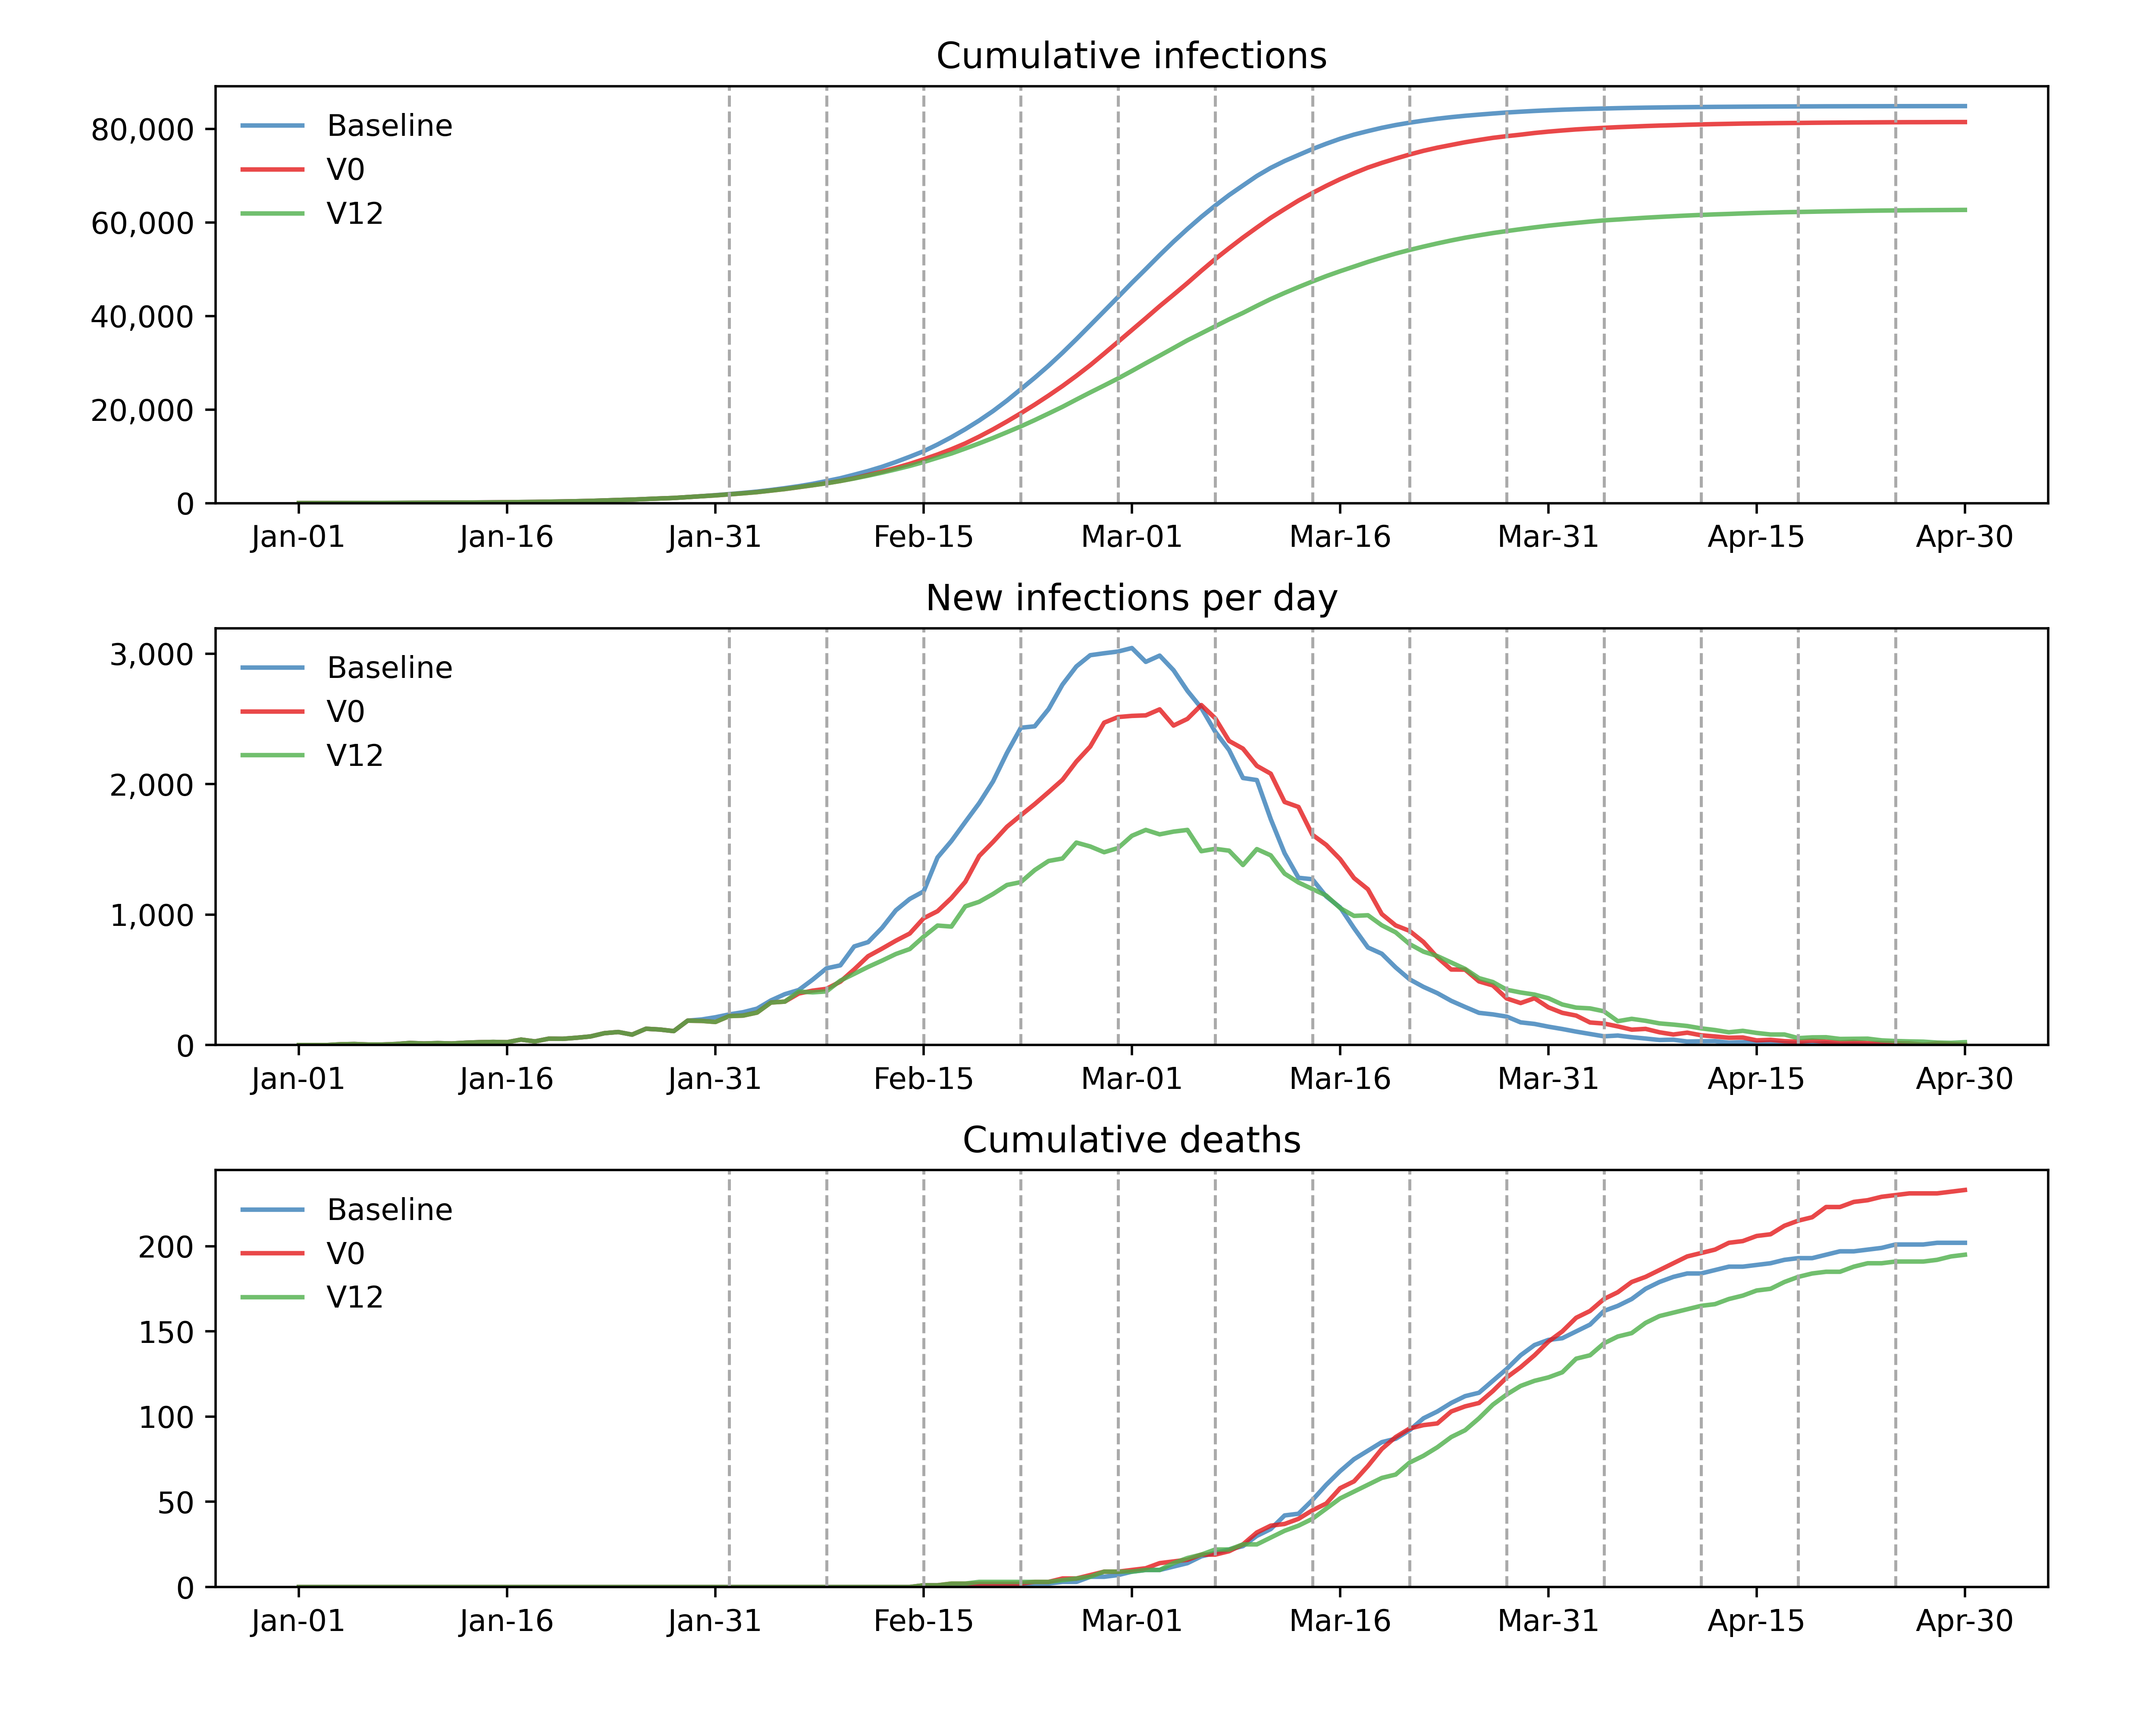 Cumulative infections
80,000
60,000
40,000
20,000
0
Baseline
V0
V12
Jan-01 Jan-16 Jan-31 Feb-15 Mar-01 Mar-16 Mar-31 Apr-15 Apr-30
New infections per day
3,000
2,000
1,000
0
Baseline
V0
V12
Jan-01 Jan-16 Jan-31 Feb-15 Mar-01 Mar-16 Mar-31 Apr-15 Apr-30
Cumulative deaths
200
150
100
50
0
Baseline
V0
V12
Jan-01 Jan-16 Jan-31 Feb-15 Mar-01 Mar-16 Mar-31 Apr-15 Apr-30